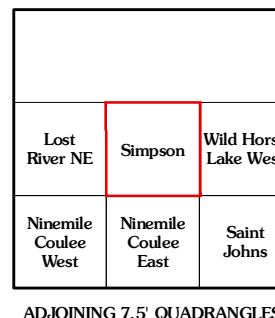 Lost
River NE
Simpson
Wild Hors
Lake Wes
Ninemile
Coulee
West
Ninemile
Coulee
East
Saint
Johns
ADJOINING 7.5' QUADRANGLES